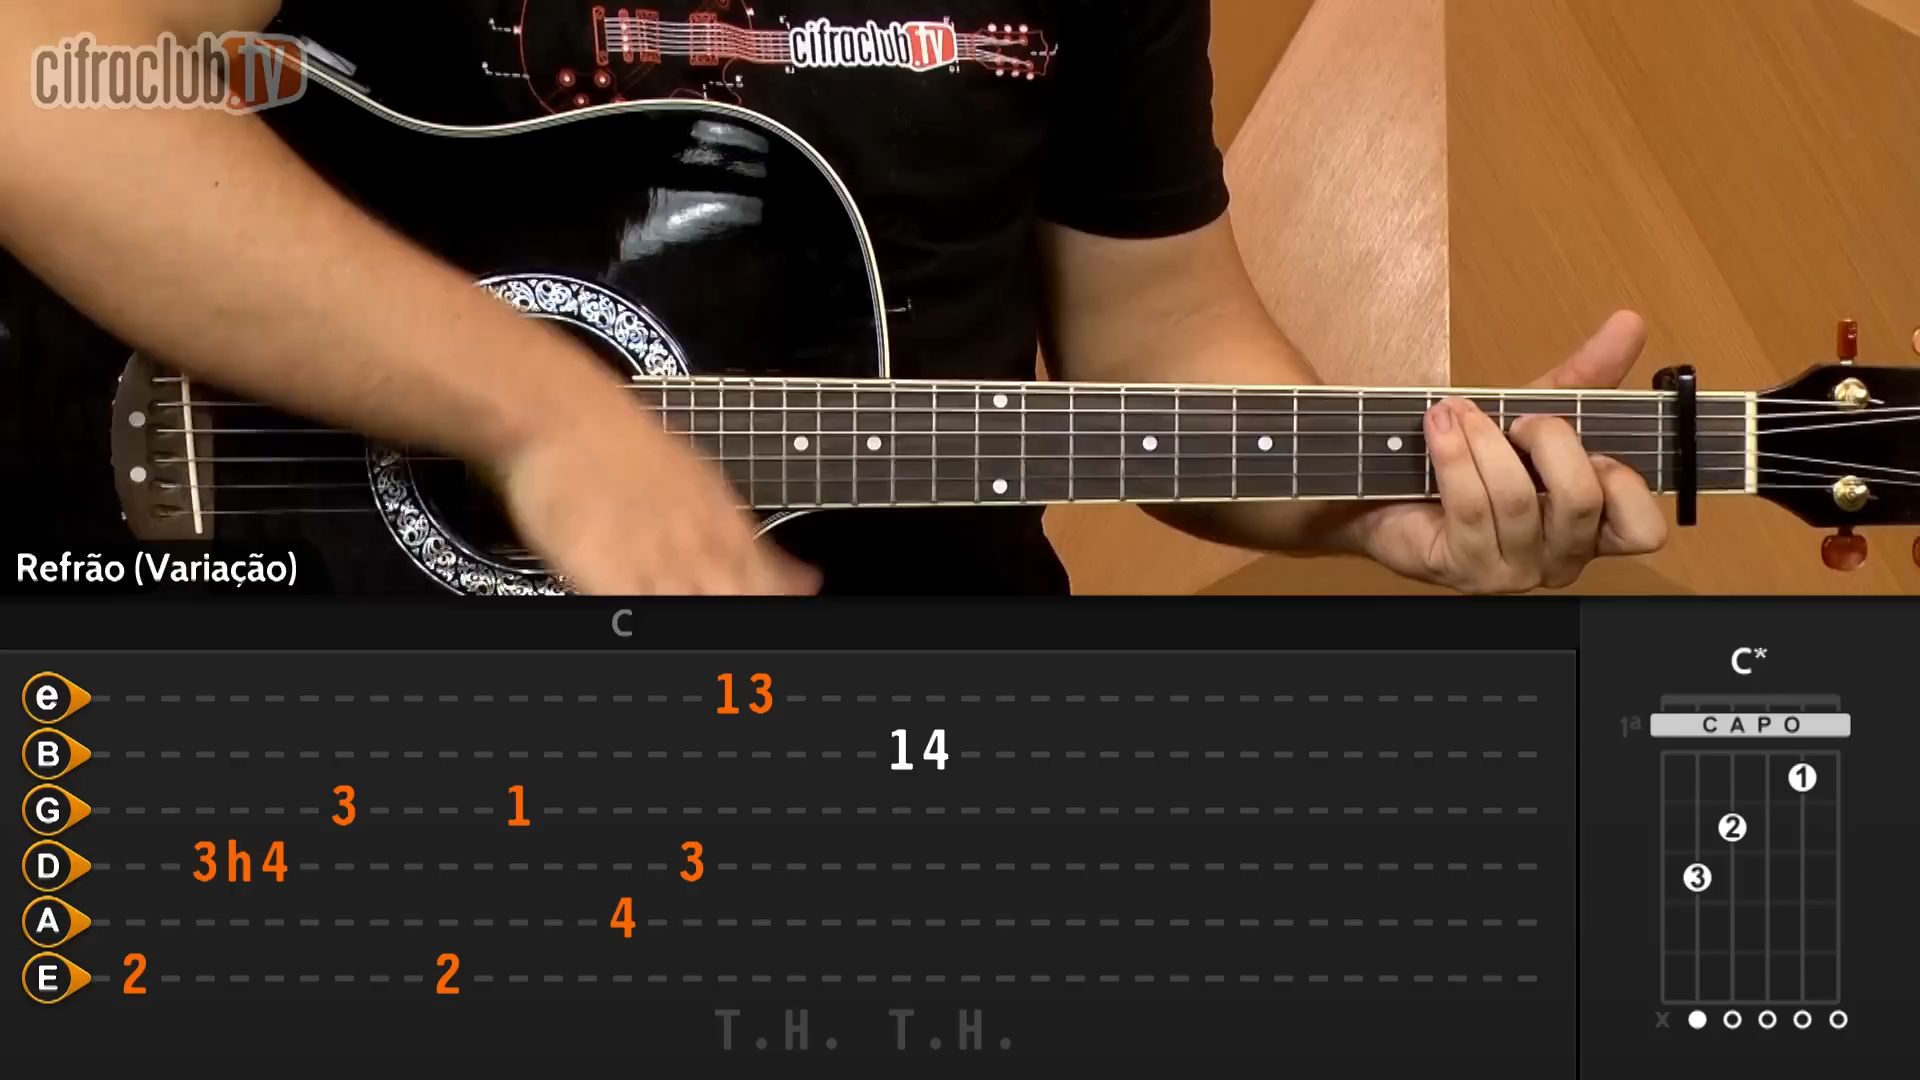 cifraclub.tv
cifraclub.tv
Refrão (Variação)
C
e 13
B 14
G 3 1
D 3h4 3
A 4
E 2 2
T.H. T.H.
C*
1ª CAPO
1
2
3
x